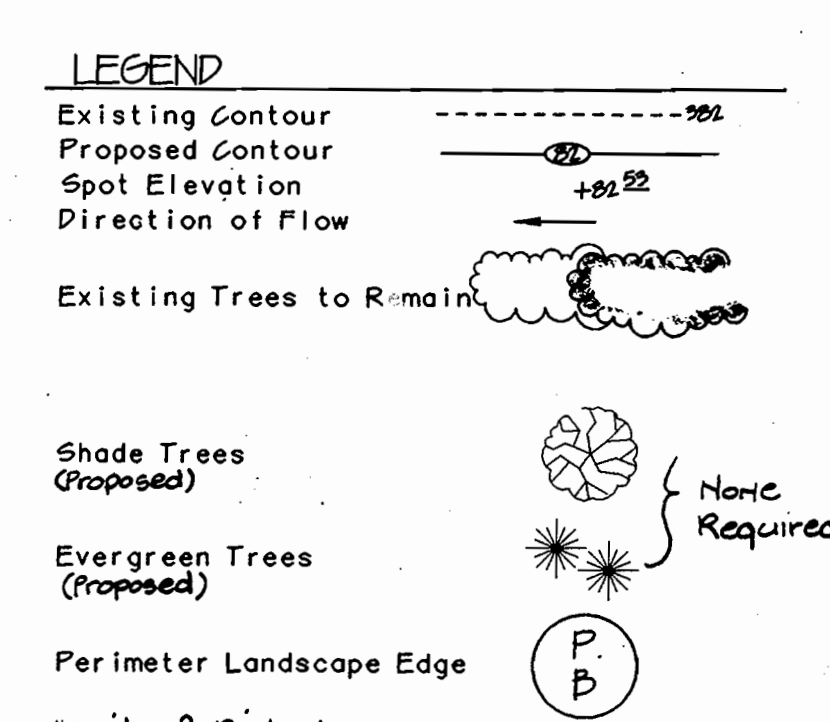 LEGEND
Existing Contour 382
Proposed Contour 82
Spot Elevation +82 53
Direction of Flow
Existing Trees to Remain
Shade Trees
(Proposed)
None
Required
Evergreen Trees
(Proposed)
Perimeter Landscape Edge P.
B